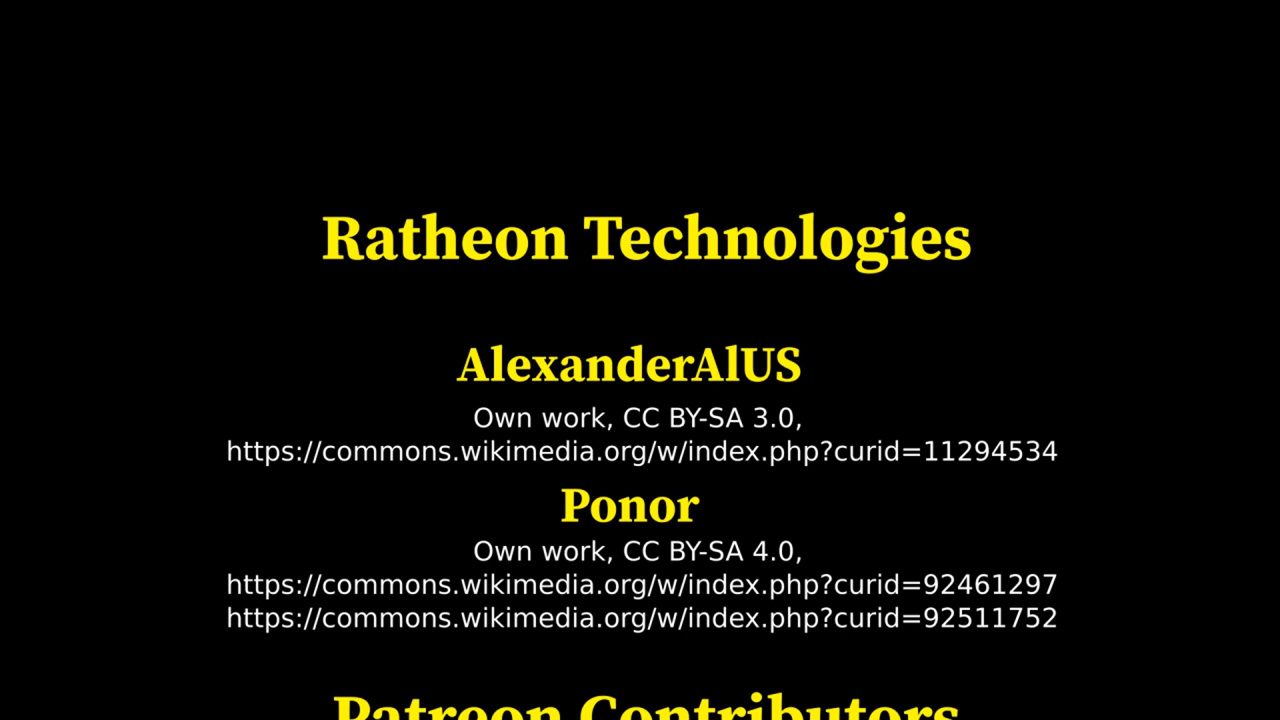 Ratheon Technologies
AlexanderAlUS
Own work, CC BY-SA 3.0,
https://commons.wikimedia.org/w/index.php?curid=11294534
Ponor
Own work, CC BY-SA 4.0,
https://commons.wikimedia.org/w/index.php?curid=92461297
https://commons.wikimedia.org/w/index.php?curid=92511752
Patreon Contributors